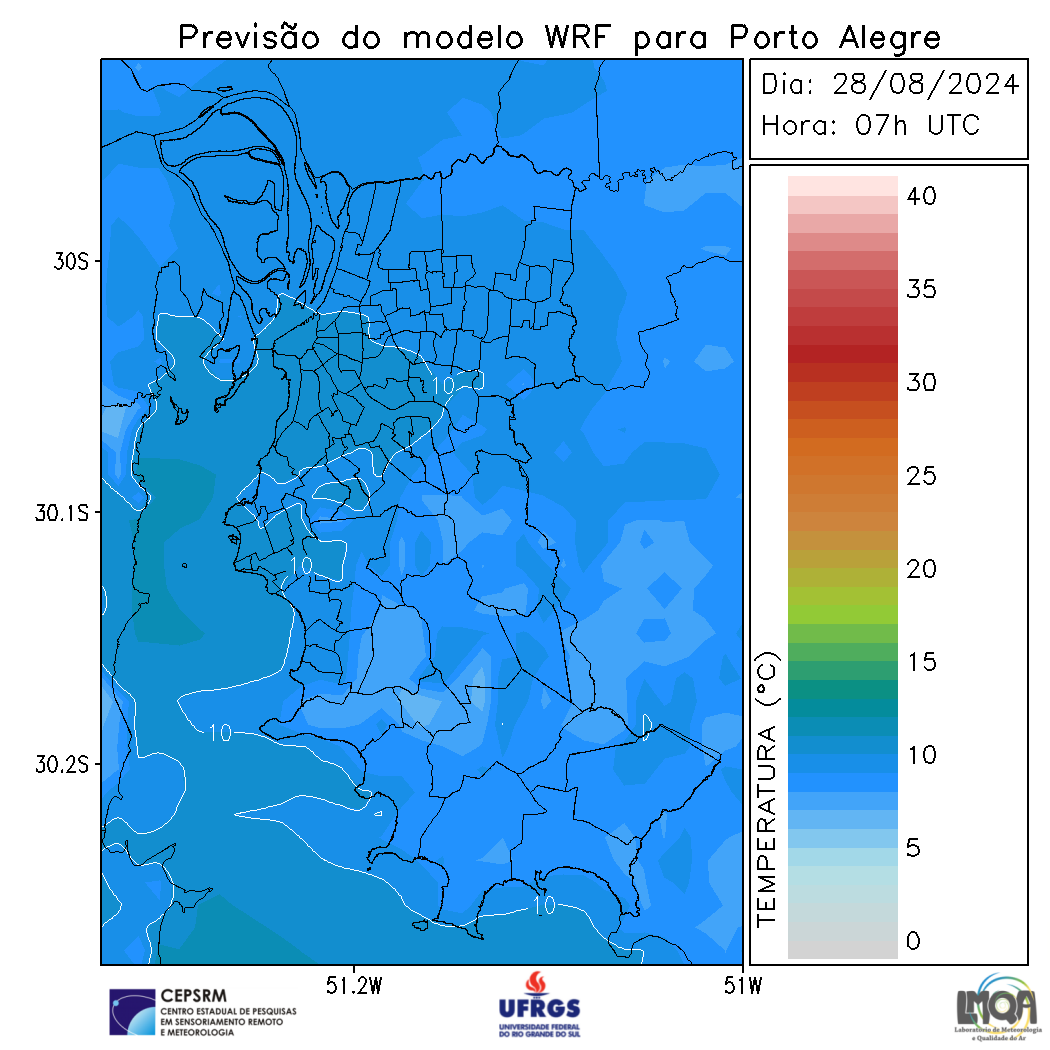 Previsão do modelo WRF para Porto Alegre
Dia: 28/08/2024
Hora: 07h UTC
30S
30.1S
30.2S
51.2W
51W
10
10
10
10
40
35
30
25
20
15
10
5
0
TEMPERATURA (°C)
CEPSRM
CENTRO ESTADUAL DE PESQUISAS
EM SENSORIAMENTO REMOTO
E METEOROLOGIA
UFRGS
UNIVERSIDADE FEDERAL
DO RIO GRANDE DO SUL
LMQA
Laboratório de Meteorologia
e Qualidade do Ar